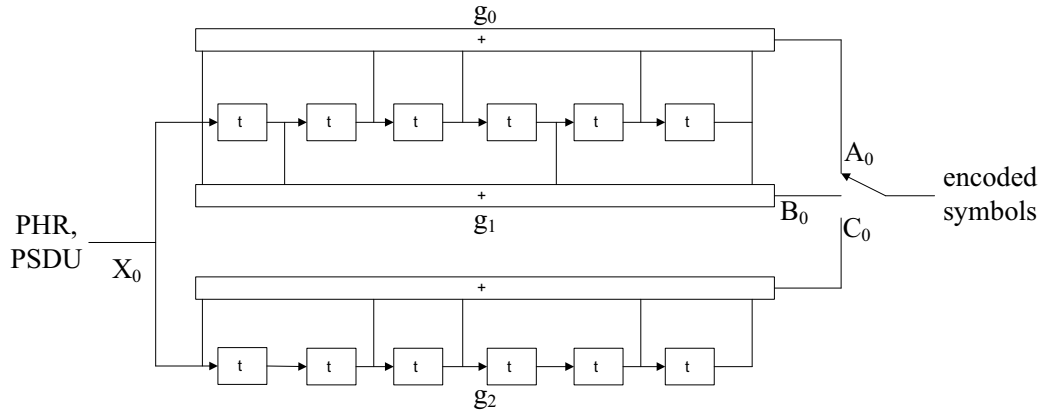 g₀
+
t t t t t t
A₀
encoded
symbols
+
B₀
g₁
C₀
PHR,
PSDU
X₀
+
t t t t t t
g₂